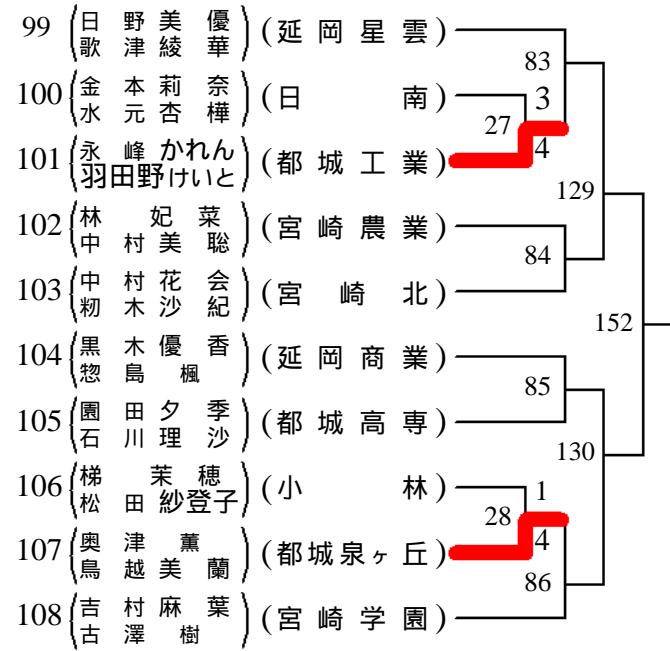 99 日野美優 歌津綾華 (延岡星雲)
83
100 金本莉奈 水元杏樺 (日南)
3
27
4
101 永峰かれん 羽田野けいと (都城工業)
129
102 林妃菜 中村美聡 (宮崎農業)
84
103 中村花会 籾木沙紀 (宮崎北)
152
104 黒木優香 惣島楓 (延岡商業)
85
105 園田夕季 石川理沙 (都城高専)
130
106 梯茉穂 松田紗登子 (小林)
1
28
4
107 奥津薫 鳥越美蘭 (都城泉ヶ丘)
86
108 吉村麻葉 古澤樹 (宮崎学園)